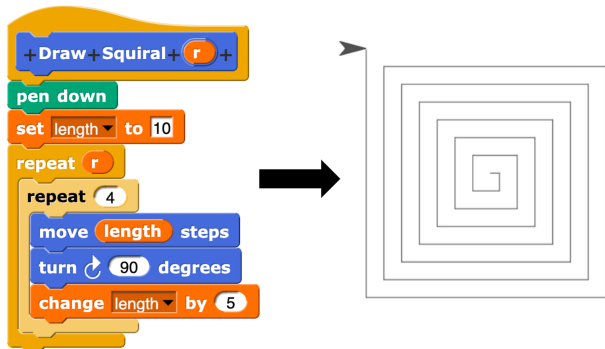 +Draw+Squiral+ r +
pen down
set length to 10
repeat r
repeat 4
move length steps
turn 90 degrees
change length by 5